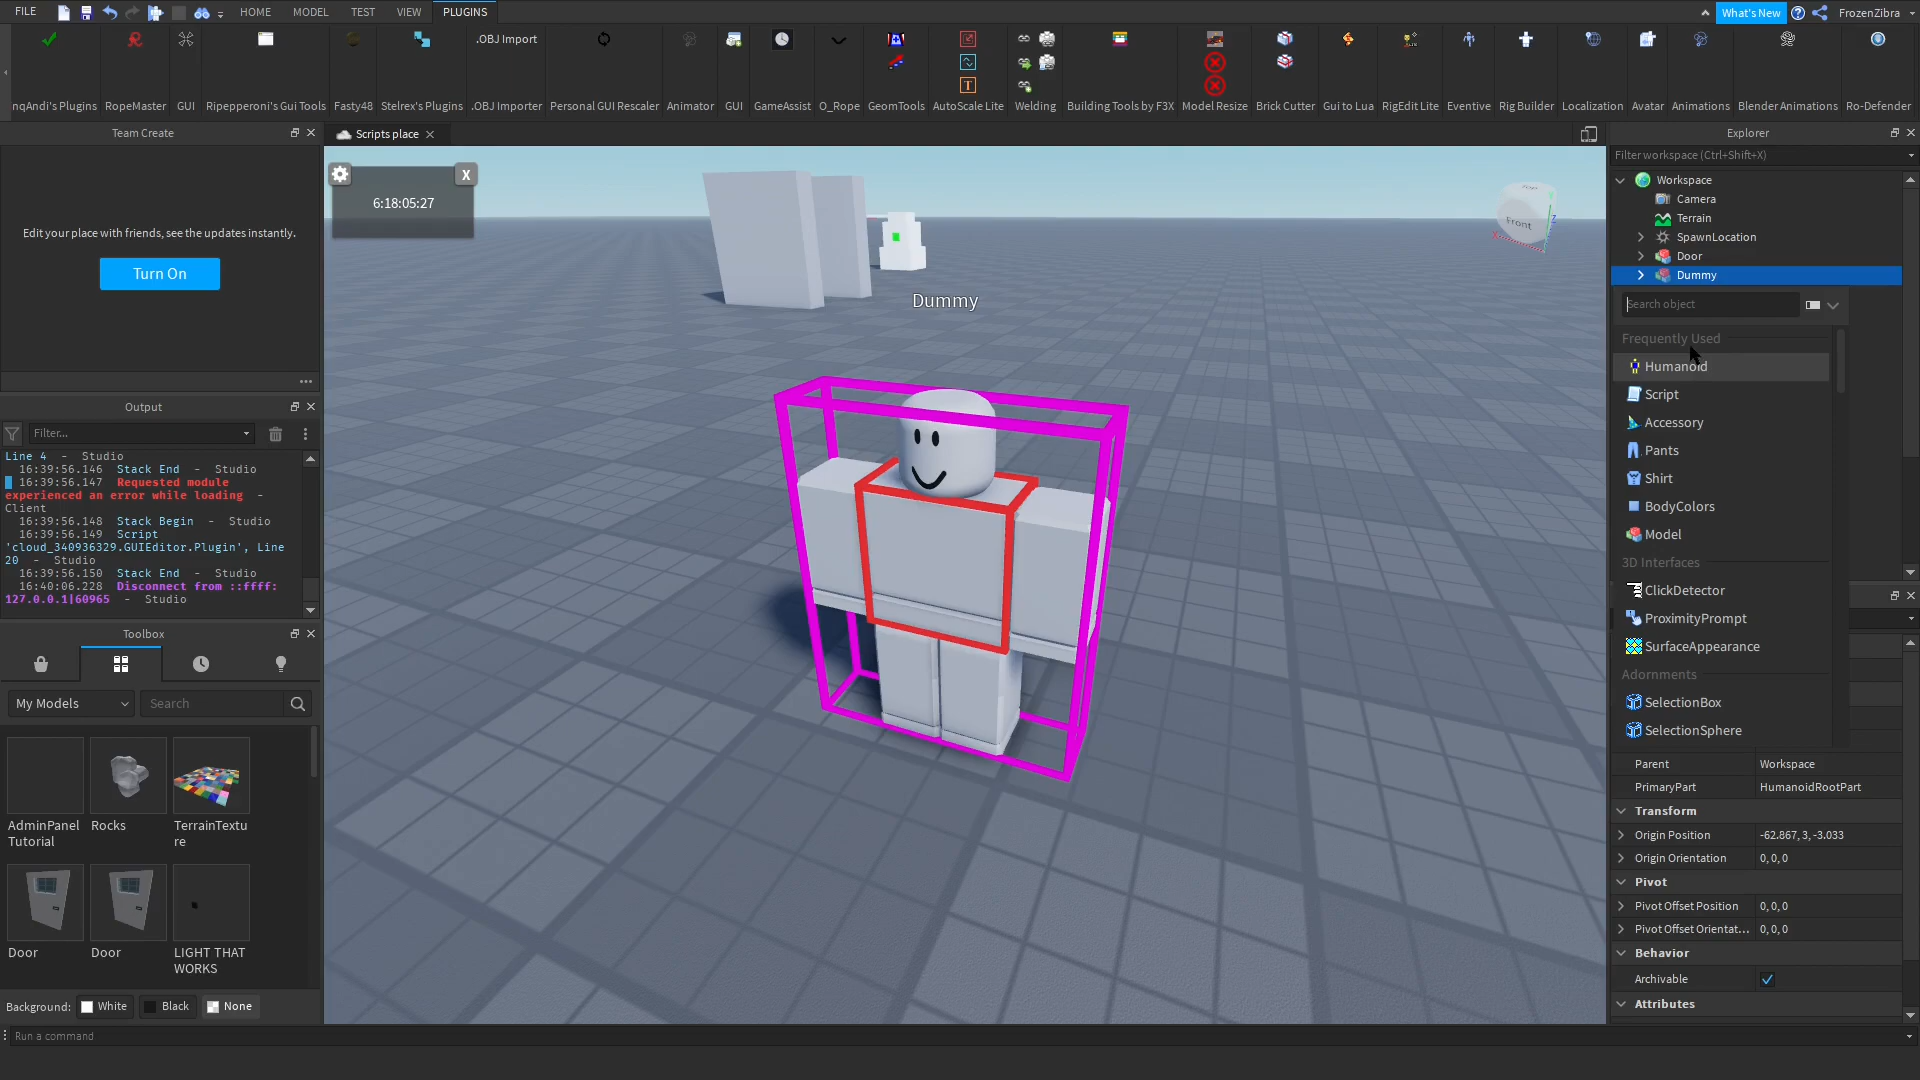 FILE
HOME
MODEL
TEST
VIEW
PLUGINS
What's New
FrozenZibra
.OBJ Import
nqAndi's Plugins
RopeMaster
GUI
Ripepperoni's Gui Tools
Fasty48
Stelrex's Plugins
.OBJ Importer
Personal GUI Rescaler
Animator
GUI
GameAssist
O_Rope
GeomTools
AutoScale Lite
Welding
Building Tools by F3X
Model Resize
Brick Cutter
Gui to Lua
RigEdit Lite
Eventive
Rig Builder
Localization
Avatar
Animations
Blender Animations
Ro-Defender
Team Create
Edit your place with friends, see the updates instantly.
Turn On
Output
Filter...
Line 4 - Studio
16:39:56.146 Stack End - Studio
16:39:56.147 Requested module
experienced an error while loading -
Client
16:39:56.148 Stack Begin - Studio
16:39:56.149 Script
'cloud_340936329.GUIEditor.Plugin', Line
20 - Studio
16:39:56.150 Stack End - Studio
16:40:06.228 Disconnect from ::ffff:
127.0.0.1|60965 - Studio
Toolbox
My Models
Search
AdminPanel
Tutorial
Rocks
TerrainTextu
re
Door
Door
LIGHT THAT
WORKS
Background:
White
Black
None
Run a command
Scripts place
X
6:18:05:27
Dummy
TOP
Front
Y
Z
X
Explorer
Filter workspace (Ctrl+Shift+X)
Workspace
Camera
Terrain
SpawnLocation
Door
Dummy
Search object
Frequently Used
Humanoid
Script
Accessory
Pants
Shirt
BodyColors
Model
3D Interfaces
ClickDetector
ProximityPrompt
SurfaceAppearance
Adornments
SelectionBox
SelectionSphere
Parent
Workspace
PrimaryPart
HumanoidRootPart
Transform
Origin Position
-62.867, 3, -3.033
Origin Orientation
0, 0, 0
Pivot
Pivot Offset Position
0, 0, 0
Pivot Offset Orientat...
0, 0, 0
Behavior
Archivable
Attributes